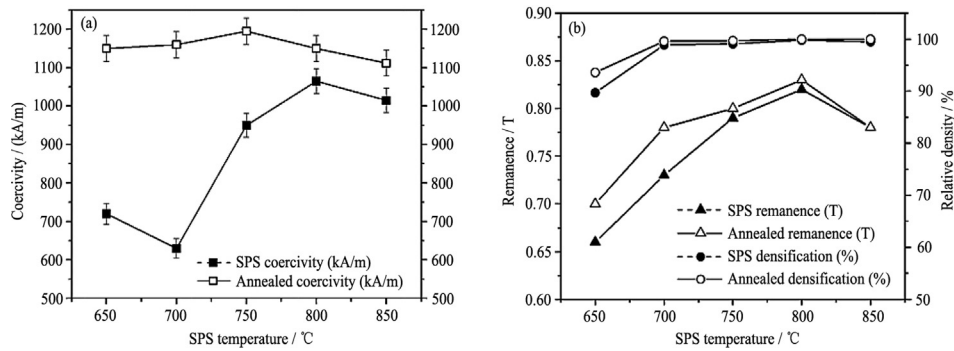 (a)
1200
1100
1000
900
800
700
600
500
Coercivity / (kA/m)
SPS coercivity (kA/m)
Annealed coercivity (kA/m)
1200
1100
1000
900
800
700
600
500
650 700 750 800 850
SPS temperature / ℃
(b)
0.90
0.85
0.80
0.75
0.70
0.65
0.60
Remanence / T
SPS remanence (T)
Annealed remanence (T)
SPS densification (%)
Annealed densification (%)
100
90
80
70
60
50
Relative density / %
650 700 750 800 850
SPS temperature / ℃